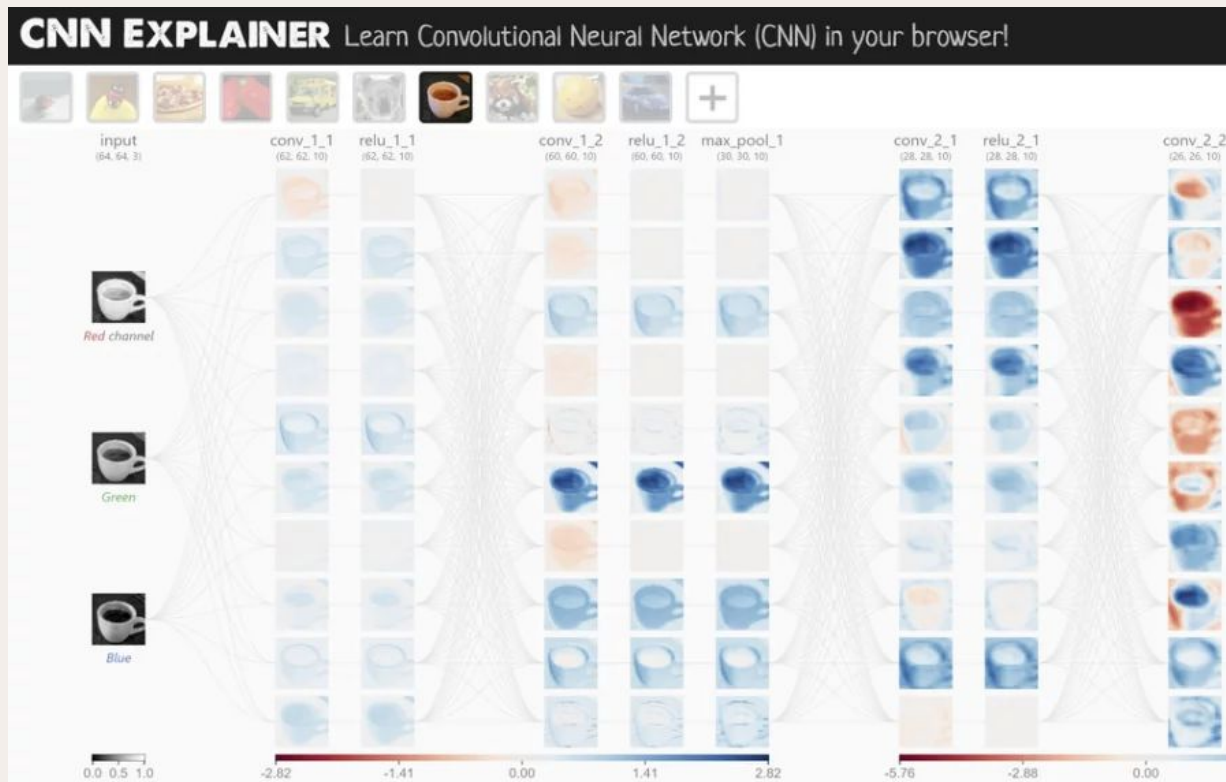 CNN EXPLAINER Learn Convolutional Neural Network (CNN) in your browser!
input conv_1_1 relu_1_1 conv_1_2 relu_1_2 max_pool_1 conv_2_1 relu_2_1 conv_2_2
(64, 64, 3) (62, 62, 10) (62, 62, 10) (60, 60, 10) (60, 60, 10) (30, 30, 10) (28, 28, 10) (28, 28, 10) (26, 26, 10)
Red channel
Green
Blue
0.0 0.5 1.0 -2.82 -1.41 0.00 1.41 2.82 -5.76 -2.88 0.00